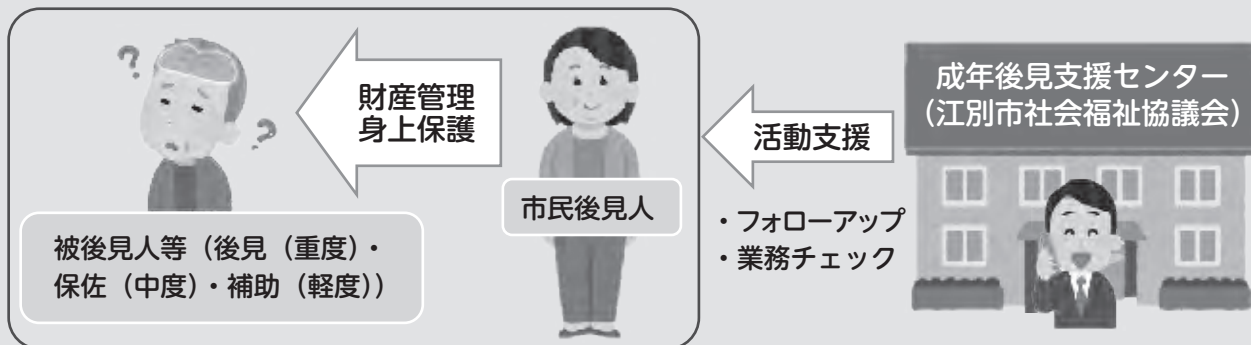 ?
?
財産管理
身上保護
市民後見人
被後見人等（後見（重度）・
保佐（中度）・補助（軽度））
活動支援
・フォローアップ
・業務チェック
成年後見支援センター
（江別市社会福祉協議会）